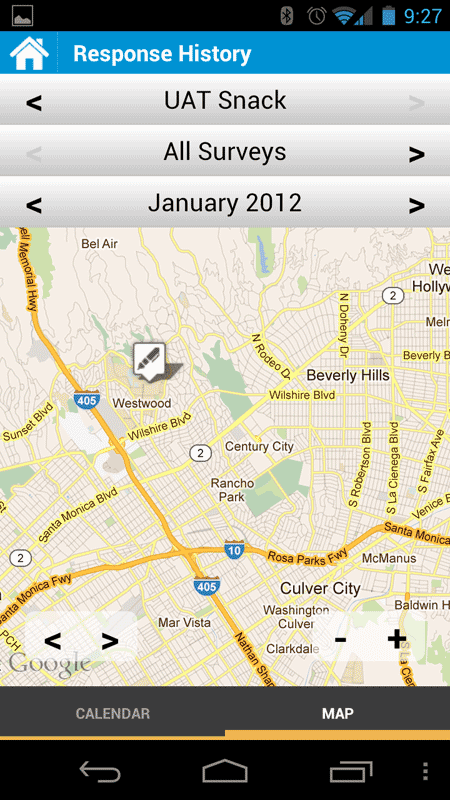 9:27
Response History
< UAT Snack >
< All Surveys >
< January 2012 >
Bel Air
ell Memorial Hwy
We
Hollyw
2
N Doheny Dr
Melr
N Rodeo Dr
Beverly B
Beverly Hills
405
Westwood
Wilshire Blvd
Sunset Blvd
Wilshire Blvd
2
Century City
S Robertson Blvd
S La Cienega Blvd
S Fairfax Ave
Rancho
Park
Venice B
Santa Monica Blvd
Santa Monica
2
10
Rosa Parks Fwy
McManus
Santa Monica Fwy
405
Culver City
Washington
Culver
Baldwin H
Mar Vista
Clarkdale
PCH
Nathan Sha
S La Cien
< >
- +
Google
CALENDAR
MAP